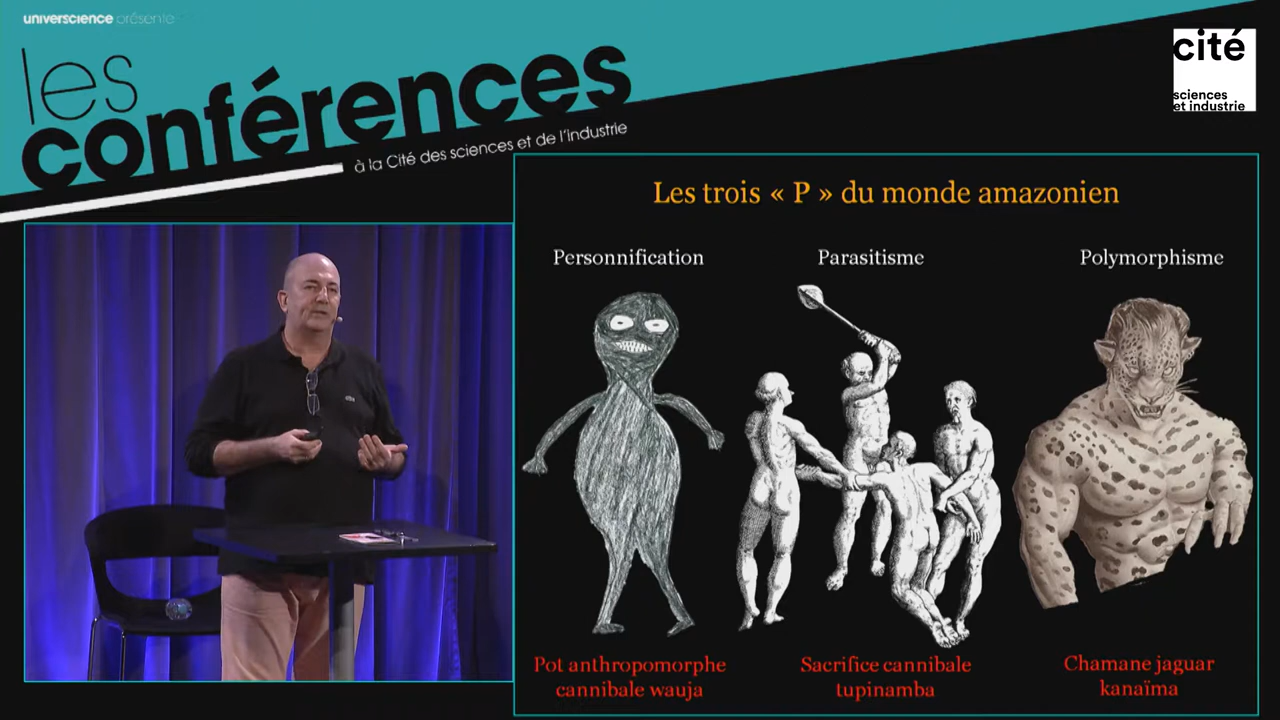 universcience présente
les
conférences
à la Cité des sciences et de l'industrie
cité
sciences
et industrie
Les trois « P » du monde amazonien
Personnification
Parasitisme
Polymorphisme
Pot anthropomorphe
cannibale wauja
Sacrifice cannibale
tupinamba
Chamane jaguar
kanaïma